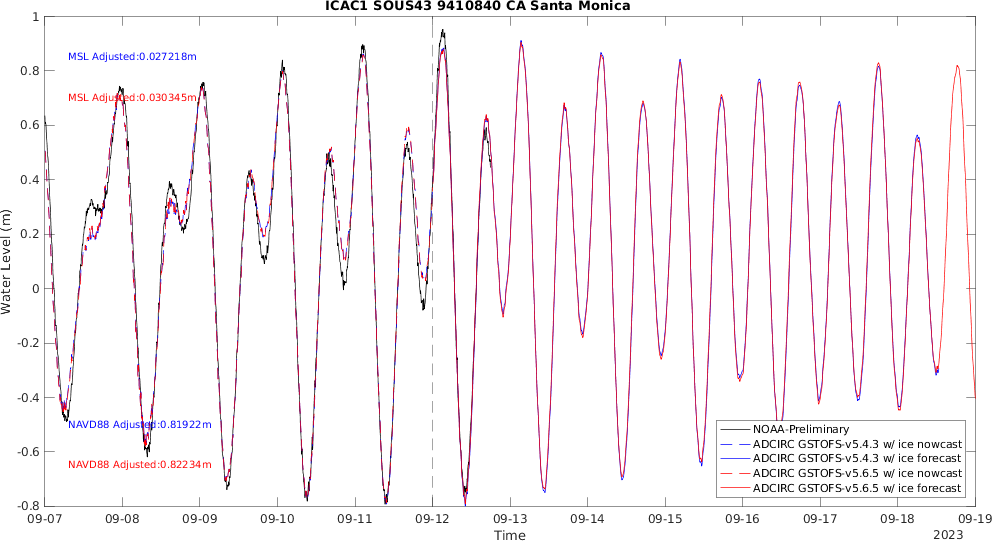 ICAC1 SOUS43 9410840 CA Santa Monica
1
0.8
0.6
0.4
0.2
0
-0.2
-0.4
-0.6
-0.8
Water Level (m)
MSL Adjusted:0.027218m
MSL Adjusted:0.030345m
NAVD88 Adjusted:0.81922m
NAVD88 Adjusted:0.82234m
NOAA-Preliminary
ADCIRC GSTOFS-v5.4.3 w/ ice nowcast
ADCIRC GSTOFS-v5.4.3 w/ ice forecast
ADCIRC GSTOFS-v5.6.5 w/ ice nowcast
ADCIRC GSTOFS-v5.6.5 w/ ice forecast
09-07 09-08 09-09 09-10 09-11 09-12 09-13 09-14 09-15 09-16 09-17 09-18 09-19
Time
2023